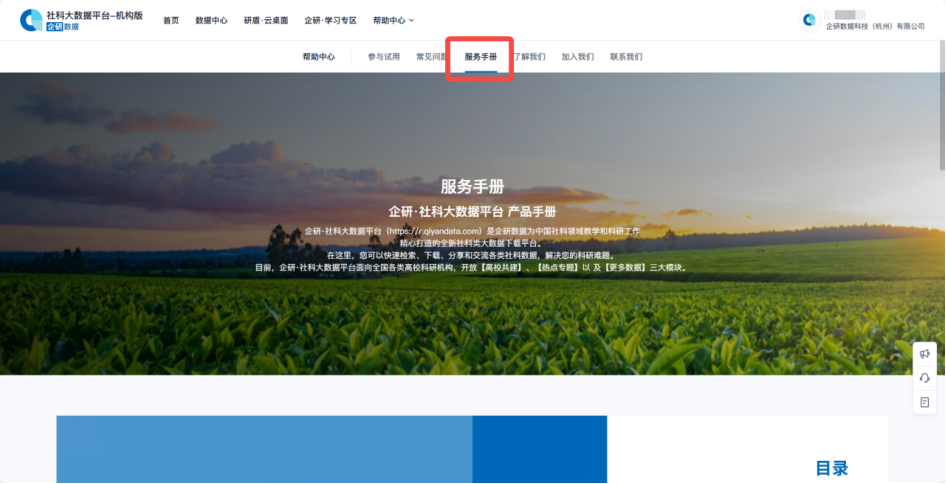 社科大数据平台-机构版
企研数据
首页 数据中心 研盾·云桌面 企研·学习专区 帮助中心
企研数据科技（杭州）有限公司
帮助中心 参与试用 常见问题 服务手册 了解我们 加入我们 联系我们
服务手册
企研·社科大数据平台 产品手册
企研·社科大数据平台（https://r.qiyandata.com）是企研数据为中国社科领域教学和科研工作
精心打造的全新社科类大数据下载平台。
在这里，您可以快速检索、下载、分享和交流各类社科数据，解决您的科研难题。
目前，企研·社科大数据平台面向全国各类高校科研机构，开放【高校共建】、【热点专题】以 及【更多数据】三大模块。
目录